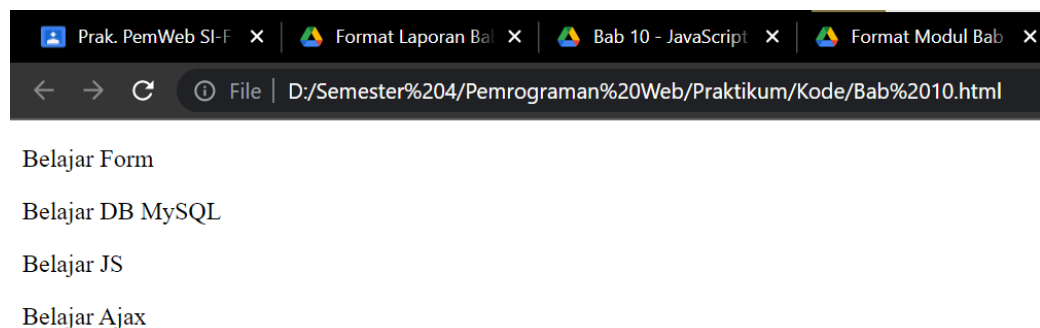 Prak. PemWeb SI-F
Format Laporan Bab
Bab 10 - JavaScript
Format Modul Bab
File
D:/Semester%204/Pemrograman%20Web/Praktikum/Kode/Bab%2010.html
Belajar Form
Belajar DB MySQL
Belajar JS
Belajar Ajax